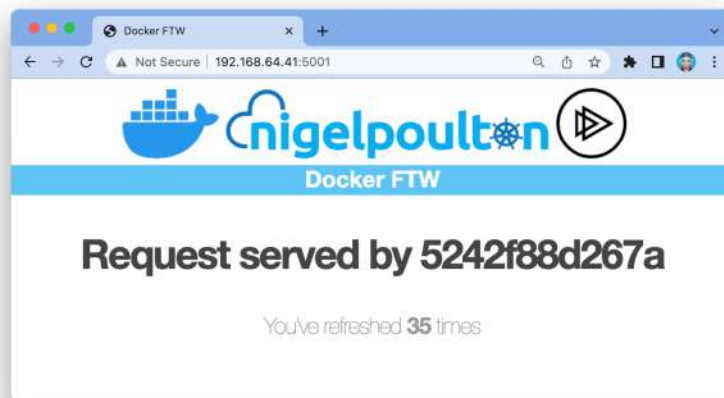 Docker FTW
Not Secure | 192.168.64.41:5001
nigelpoulton
Docker FTW
Request served by 5242f88d267a
You've refreshed 35 times